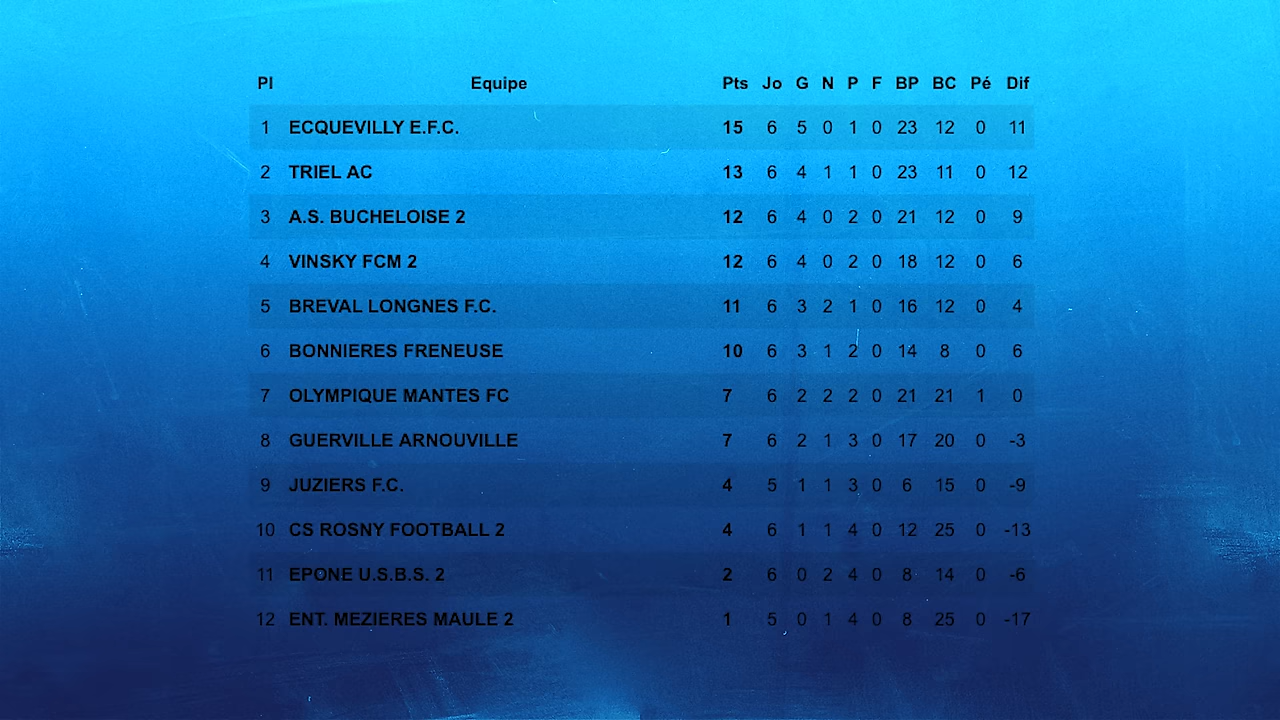 Pl Equipe Pts Jo G N P F BP BC Pé Dif
1 ECQUEVILLY E.F.C. 15 6 5 0 1 0 23 12 0 11
2 TRIEL AC 13 6 4 1 1 0 23 11 0 12
3 A.S. BUCHELOISE 2 12 6 4 0 2 0 21 12 0 9
4 VINSKY FCM 2 12 6 4 0 2 0 18 12 0 6
5 BREVAL LONGNES F.C. 11 6 3 2 1 0 16 12 0 4
6 BONNIERES FRENEUSE 10 6 3 1 2 0 14 8 0 6
7 OLYMPIQUE MANTES FC 7 6 2 2 2 0 21 21 1 0
8 GUERVILLE ARNOUVILLE 7 6 2 1 3 0 17 20 0 -3
9 JUZIERS F.C. 4 5 1 1 3 0 6 15 0 -9
10 CS ROSNY FOOTBALL 2 4 6 1 1 4 0 12 25 0 -13
11 EPONE U.S.B.S. 2 2 6 0 2 4 0 8 14 0 -6
12 ENT. MEZIERES MAULE 2 1 5 0 1 4 0 8 25 0 -17